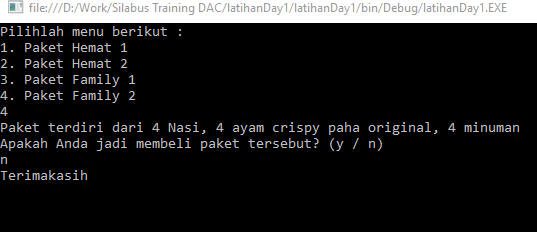 file:///D:/Work/Silabus Training DAC/latihanDay1/latihanDay1/bin/Debug/latihanDay1.EXE
Pilihlah menu berikut :
1. Paket Hemat 1
2. Paket Hemat 2
3. Paket Family 1
4. Paket Family 2
4
Paket terdiri dari 4 Nasi, 4 ayam crispy paha original, 4 minuman
Apakah Anda jadi membeli paket tersebut? (y / n)
n
Terimakasih